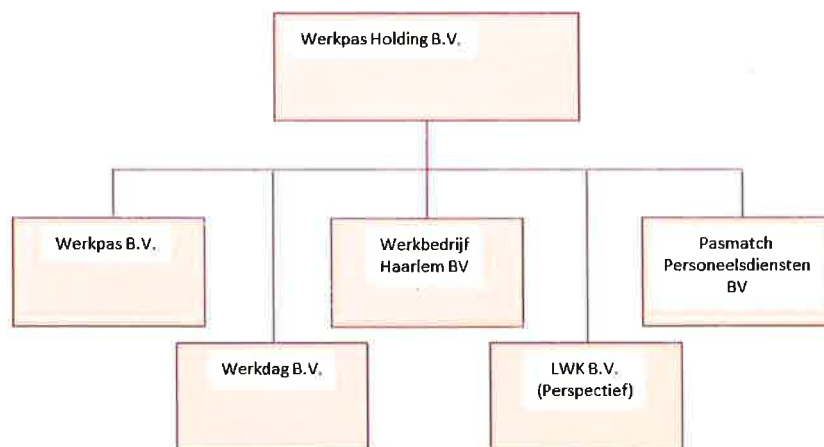 Werkpas Holding B.V.
Werkpas B.V.
Werkbedrijf
Haarlem BV
Pasmatch
Personeelsdiensten
BV
Werkdag B.V.
LWK B.V.
(Perspectief)